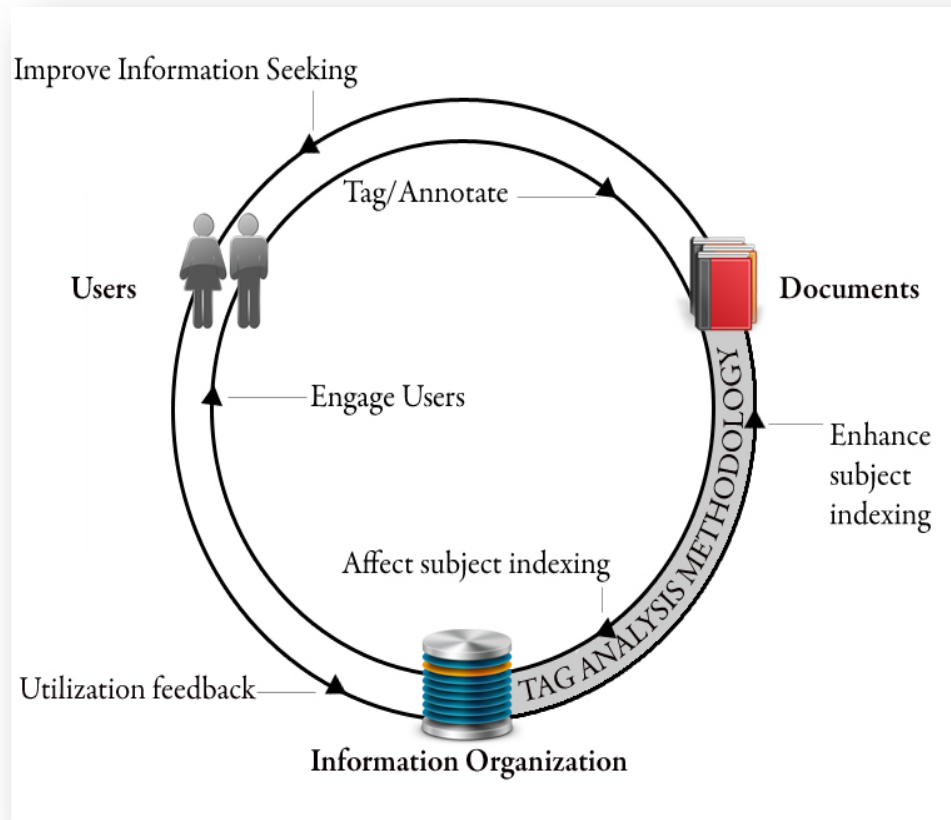 Improve Information Seeking
Tag/Annotate
Users
Documents
Engage Users
Enhance
subject
indexing
TAG ANALYSIS METHODOLOGY
Affect subject indexing
Utilization feedback
Information Organization